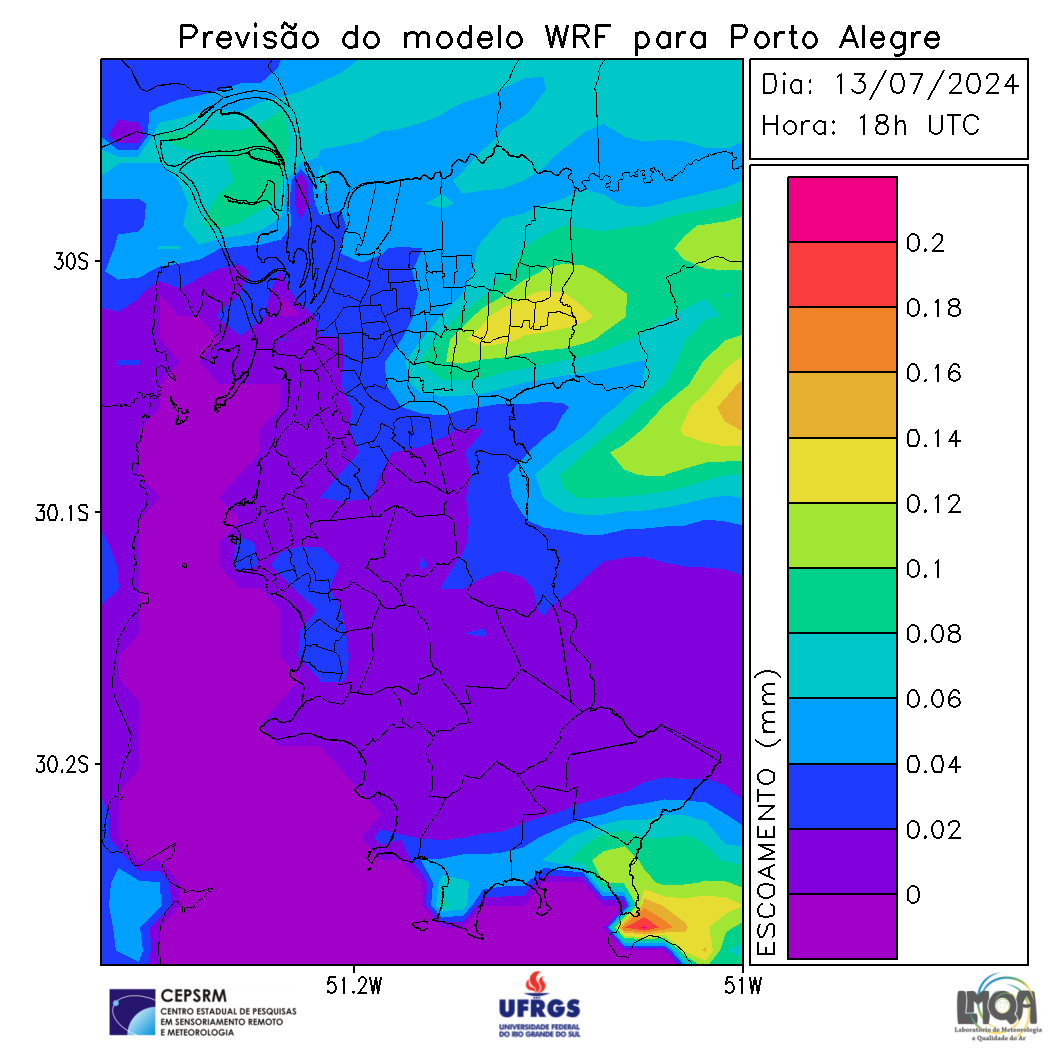 Previsão do modelo WRF para Porto Alegre
Dia: 13/07/2024
Hora: 18h UTC
30S
30.1S
30.2S
51.2W
51W
0.2
0.18
0.16
0.14
0.12
0.1
0.08
0.06
0.04
0.02
0
ESCOAMENTO (mm)
CEPSRM
CENTRO ESTADUAL DE PESQUISAS
EM SENSORIAMENTO REMOTO
E METEOROLOGIA
UFRGS
UNIVERSIDADE FEDERAL
DO RIO GRANDE DO SUL
LMQA
Laboratório de Meteorologia
e Qualidade do Ar